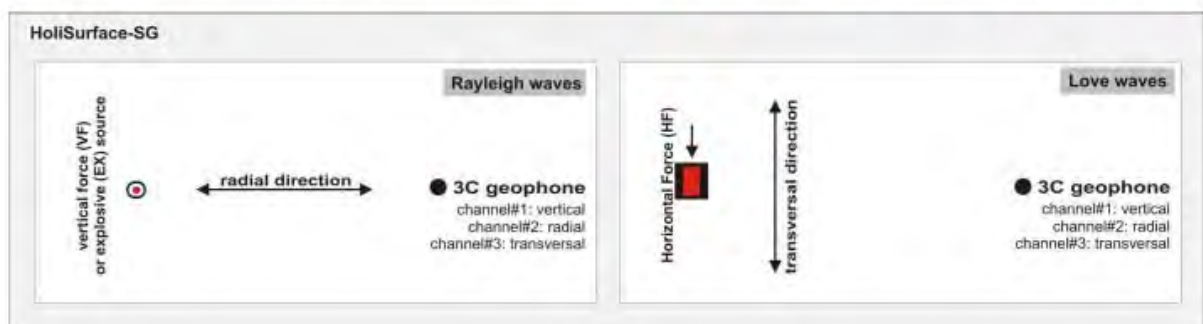 HoliSurface-SG
Rayleigh waves
vertical force (VF)
or explosive (EX) source
radial direction
3C geophone
channel#1: vertical
channel#2: radial
channel#3: transversal
Love waves
Horizontal Force (HF)
transversal direction
3C geophone
channel#1: vertical
channel#2: radial
channel#3: transversal